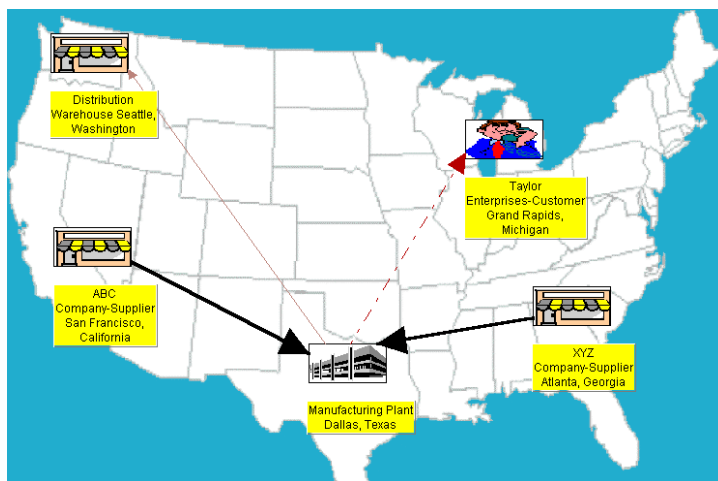 Distribution
Warehouse Seattle,
Washington
Taylor
Enterprises-Customer
Grand Rapids,
Michigan
ABC
Company-Supplier
San Francisco,
California
XYZ
Company-Supplier
Atlanta, Georgia
Manufacturing Plant
Dallas, Texas